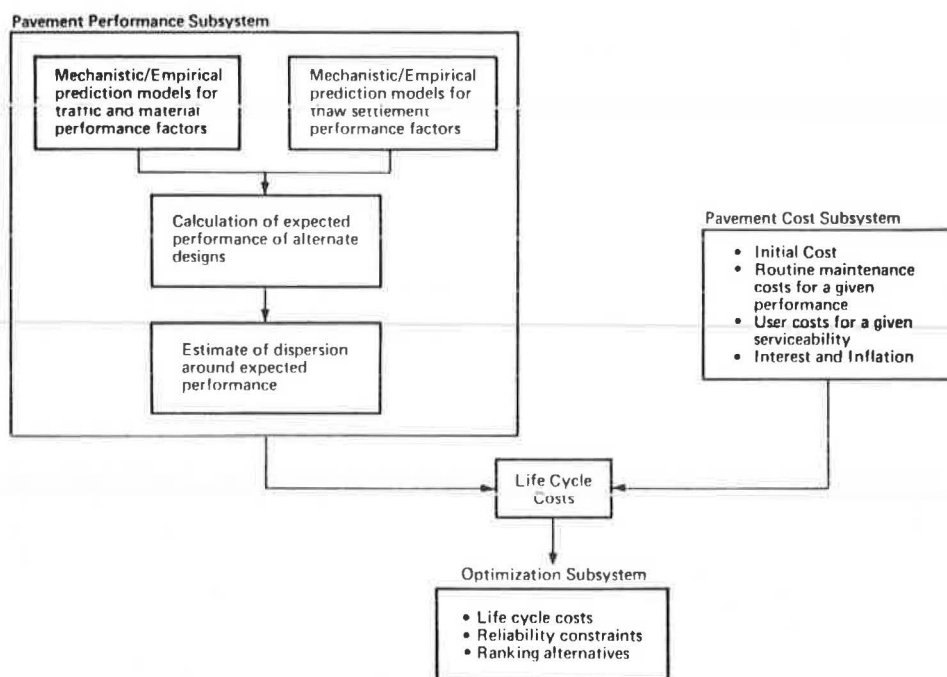 Pavement Performance Subsystem
Mechanistic/Empirical
prediction models for
traffic and material
performance factors
Mechanistic/Empirical
prediction models for
thaw settlement
performance factors
Calculation of expected
performance of alternate
designs
Estimate of dispersion
around expected
performance
Pavement Cost Subsystem
• Initial Cost
• Routine maintenance
costs for a given
performance
• User costs for a given
serviceability
• Interest and Inflation
Life Cycle
Costs
Optimization Subsystem
• Life cycle costs
• Reliability constraints
• Ranking alternatives